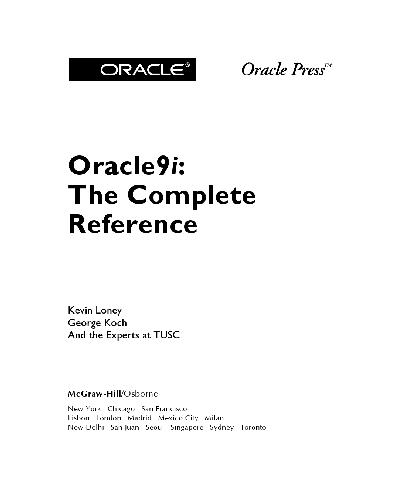 ORACLE® Oracle Press™
Oracle9i:
The Complete
Reference
Kevin Loney
George Koch
And the Experts at TUSC
McGraw-Hill/Osborne
New York Chicago San Francisco
Lisbon London Madrid Mexico City Milan
New Delhi San Juan Seoul Singapore Sydney Toronto